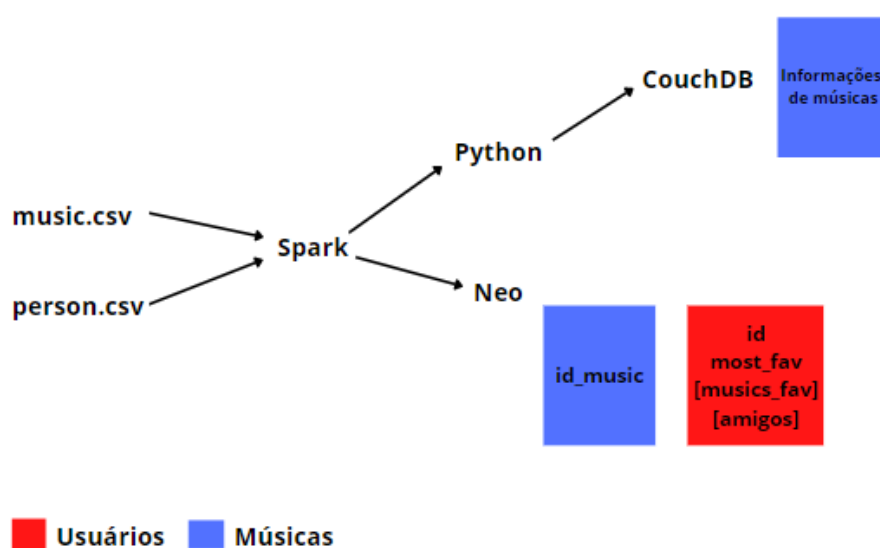 CouchDB
Informações
de músicas
Python
music.csv
Spark
person.csv
Neo
id_music
id
most_fav
[musics_fav]
[amigos]
Usuários
Músicas